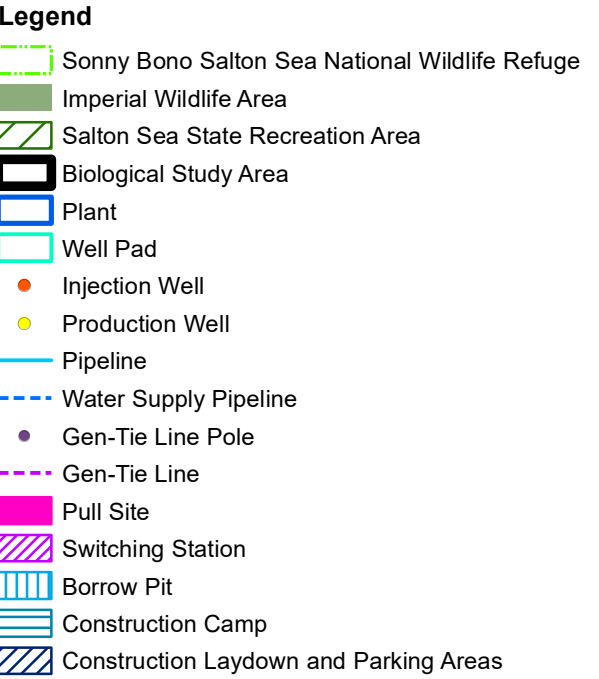 Legend
Sonny Bono Salton Sea National Wildlife Refuge
Imperial Wildlife Area
Salton Sea State Recreation Area
Biological Study Area
Plant
Well Pad
Injection Well
Production Well
Pipeline
Water Supply Pipeline
Gen-Tie Line Pole
Gen-Tie Line
Pull Site
Switching Station
Borrow Pit
Construction Camp
Construction Laydown and Parking Areas